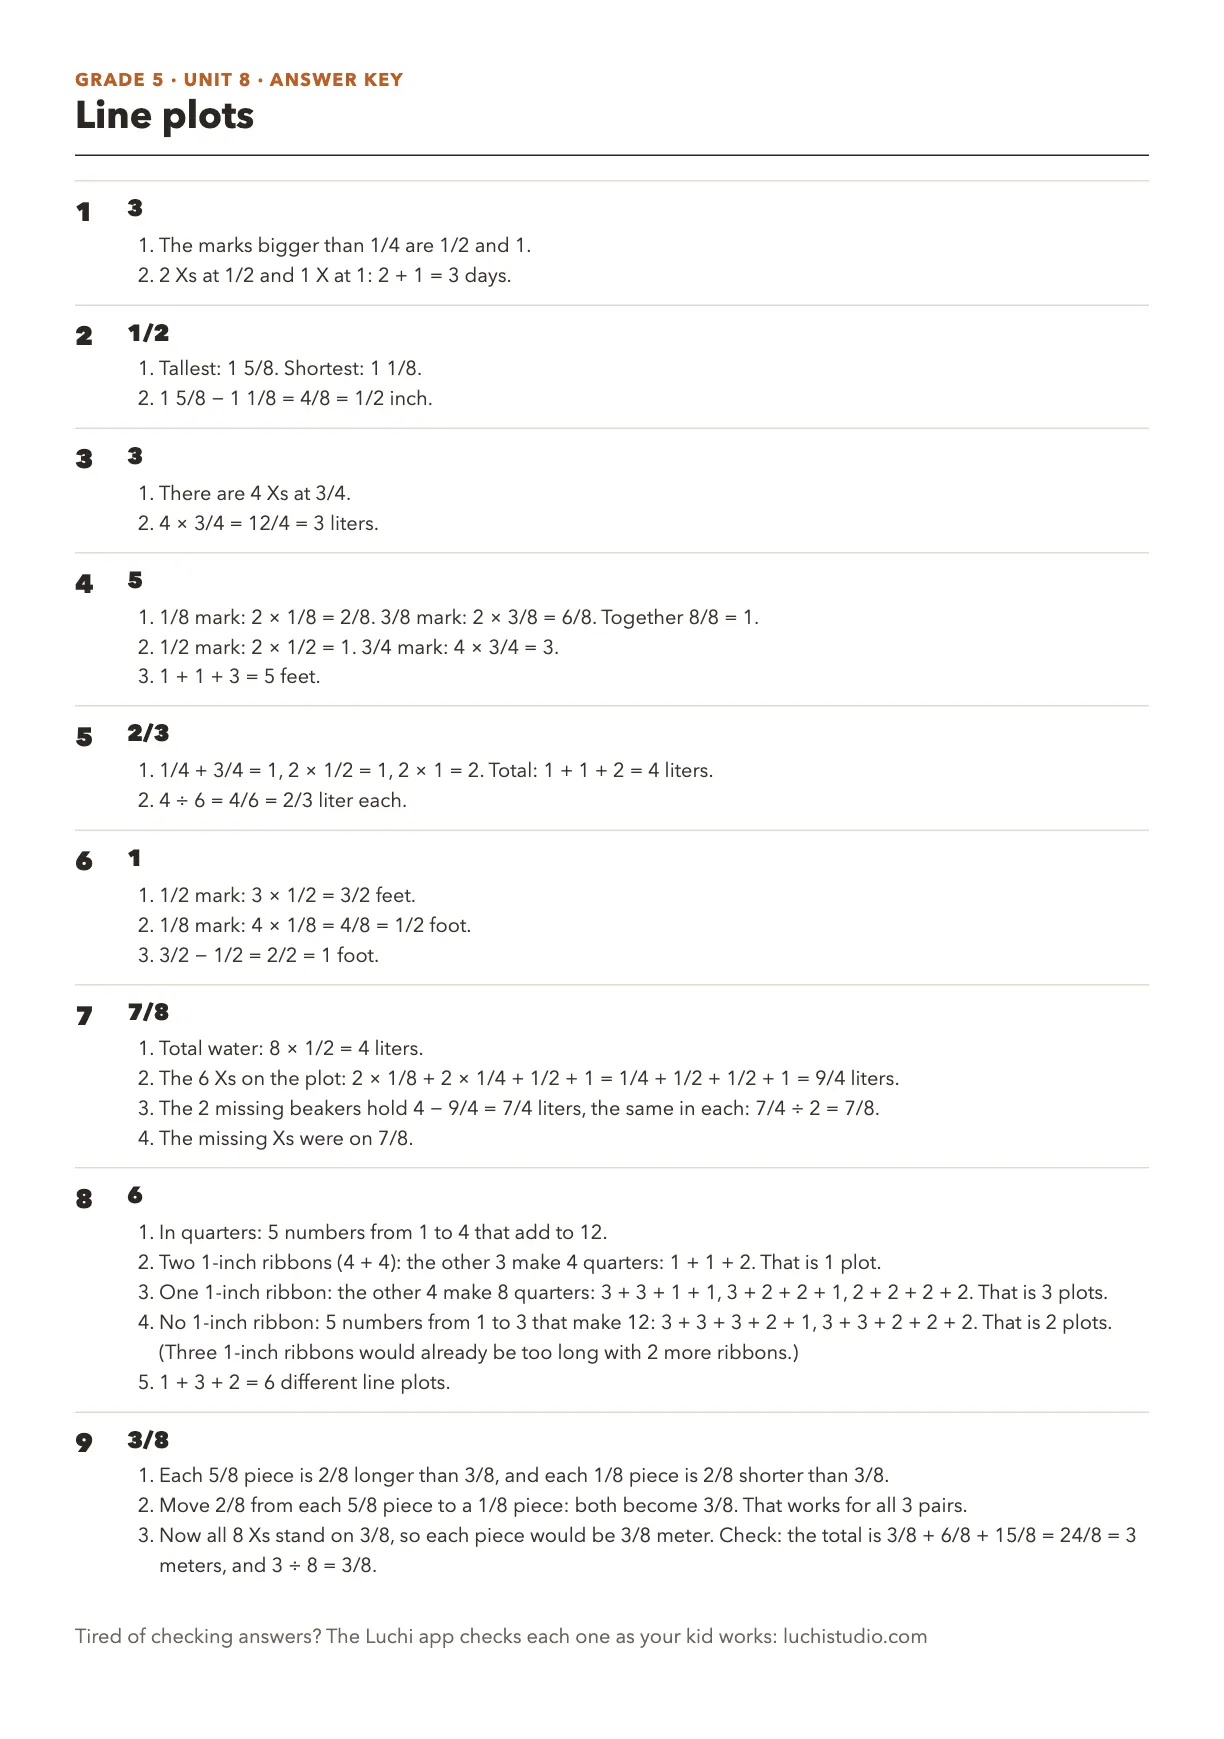 GRADE 5 · UNIT 8 · ANSWER KEY
Line plots
1 3
1. The marks bigger than 1/4 are 1/2 and 1.
2. 2 Xs at 1/2 and 1 X at 1: 2 + 1 = 3 days.
2 1/2
1. Tallest: 1 5/8. Shortest: 1 1/8.
2. 1 5/8 − 1 1/8 = 4/8 = 1/2 inch.
3 3
1. There are 4 Xs at 3/4.
2. 4 × 3/4 = 12/4 = 3 liters.
4 5
1. 1/8 mark: 2 × 1/8 = 2/8. 3/8 mark: 2 × 3/8 = 6/8. Together 8/8 = 1.
2. 1/2 mark: 2 × 1/2 = 1. 3/4 mark: 4 × 3/4 = 3.
3. 1 + 1 + 3 = 5 feet.
5 2/3
1. 1/4 + 3/4 = 1, 2 × 1/2 = 1, 2 × 1 = 2. Total: 1 + 1 + 2 = 4 liters.
2. 4 ÷ 6 = 4/6 = 2/3 liter each.
6 1
1. 1/2 mark: 3 × 1/2 = 3/2 feet.
2. 1/8 mark: 4 × 1/8 = 4/8 = 1/2 foot.
3. 3/2 − 1/2 = 2/2 = 1 foot.
7 7/8
1. Total water: 8 × 1/2 = 4 liters.
2. The 6 Xs on the plot: 2 × 1/8 + 2 × 1/4 + 1/2 + 1 = 1/4 + 1/2 + 1/2 + 1 = 9/4 liters.
3. The 2 missing beakers hold 4 − 9/4 = 7/4 liters, the same in each: 7/4 ÷ 2 = 7/8.
4. The missing Xs were on 7/8.
8 6
1. In quarters: 5 numbers from 1 to 4 that add to 12.
2. Two 1-inch ribbons (4 + 4): the other 3 make 4 quarters: 1 + 1 + 2. That is 1 plot.
3. One 1-inch ribbon: the other 4 make 8 quarters: 3 + 3 + 1 + 1, 3 + 2 + 2 + 1, 2 + 2 + 2 + 2. That is 3 plots.
4. No 1-inch ribbon: 5 numbers from 1 to 3 that make 12: 3 + 3 + 3 + 2 + 1, 3 + 3 + 2 + 2 + 2. That is 2 plots.
(Three 1-inch ribbons would already be too long with 2 more ribbons.)
5. 1 + 3 + 2 = 6 different line plots.
9 3/8
1. Each 5/8 piece is 2/8 longer than 3/8, and each 1/8 piece is 2/8 shorter than 3/8.
2. Move 2/8 from each 5/8 piece to a 1/8 piece: both become 3/8. That works for all 3 pairs.
3. Now all 8 Xs stand on 3/8, so each piece would be 3/8 meter. Check: the total is 3/8 + 6/8 + 15/8 = 24/8 = 3
meters, and 3 ÷ 8 = 3/8.
Tired of checking answers? The Luchi app checks each one as your kid works: luchistudio.com